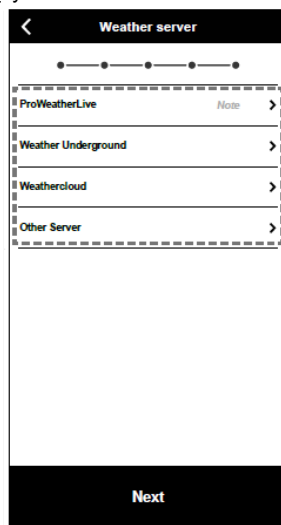 Weather server
ProWeatherLive Note
Weather Underground
Weathercloud
Other Server
Next